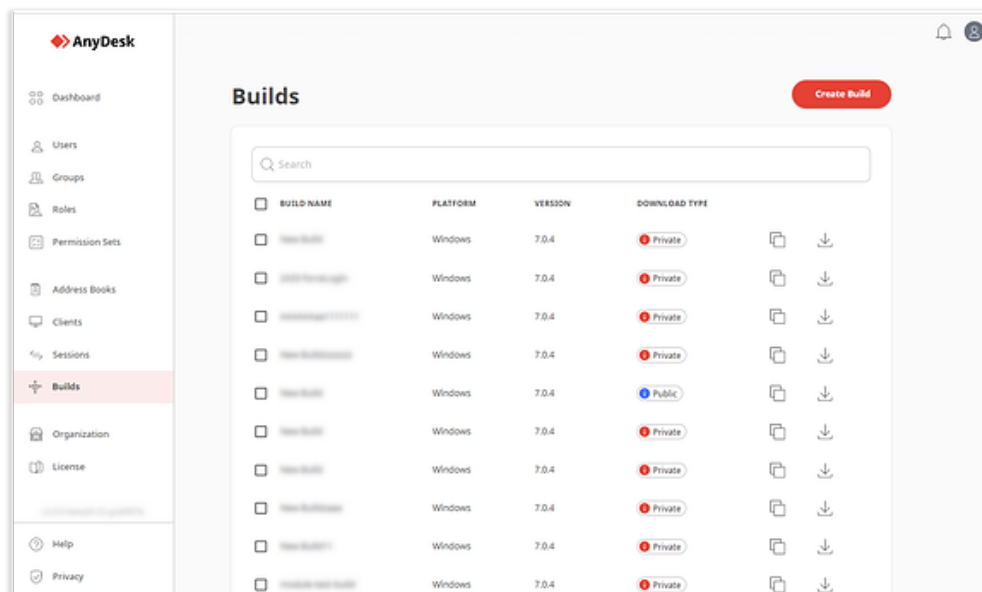 AnyDesk
Dashboard
Users
Groups
Roles
Permission Sets
Address Books
Clients
Sessions
Builds
Organization
License
Help
Privacy
Builds
Create Build
Search
BUILD NAME PLATFORM VERSION DOWNLOAD TYPE
Windows 7.0.4 Private
Windows 7.0.4 Private
Windows 7.0.4 Private
Windows 7.0.4 Private
Windows 7.0.4 Public
Windows 7.0.4 Private
Windows 7.0.4 Private
Windows 7.0.4 Private
Windows 7.0.4 Private
Windows 7.0.4 Private